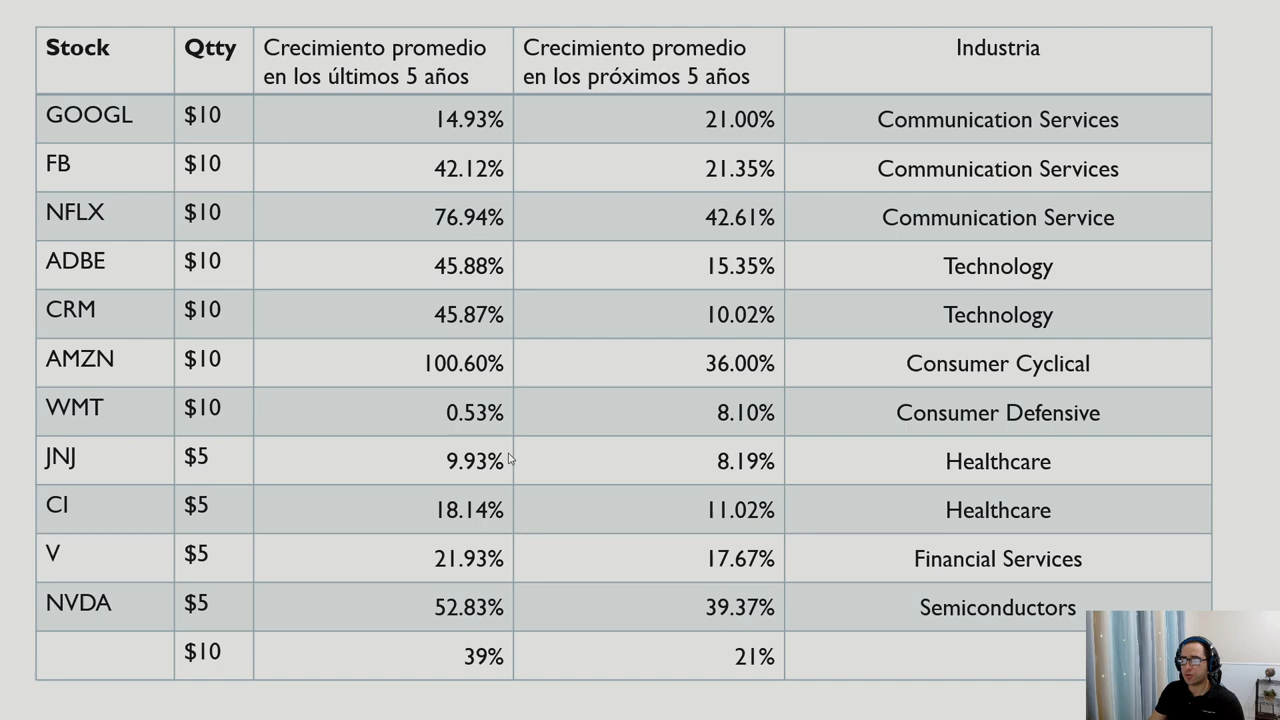 Stock Qtty Crecimiento promedio en los últimos 5 años Crecimiento promedio en los próximos 5 años Industria
GOOGL $10 14.93% 21.00% Communication Services
FB $10 42.12% 21.35% Communication Services
NFLX $10 76.94% 42.61% Communication Service
ADBE $10 45.88% 15.35% Technology
CRM $10 45.87% 10.02% Technology
AMZN $10 100.60% 36.00% Consumer Cyclical
WMT $10 0.53% 8.10% Consumer Defensive
JNJ $5 9.93% 8.19% Healthcare
CI $5 18.14% 11.02% Healthcare
V $5 21.93% 17.67% Financial Services
NVDA $5 52.83% 39.37% Semiconductors
$10 39% 21%